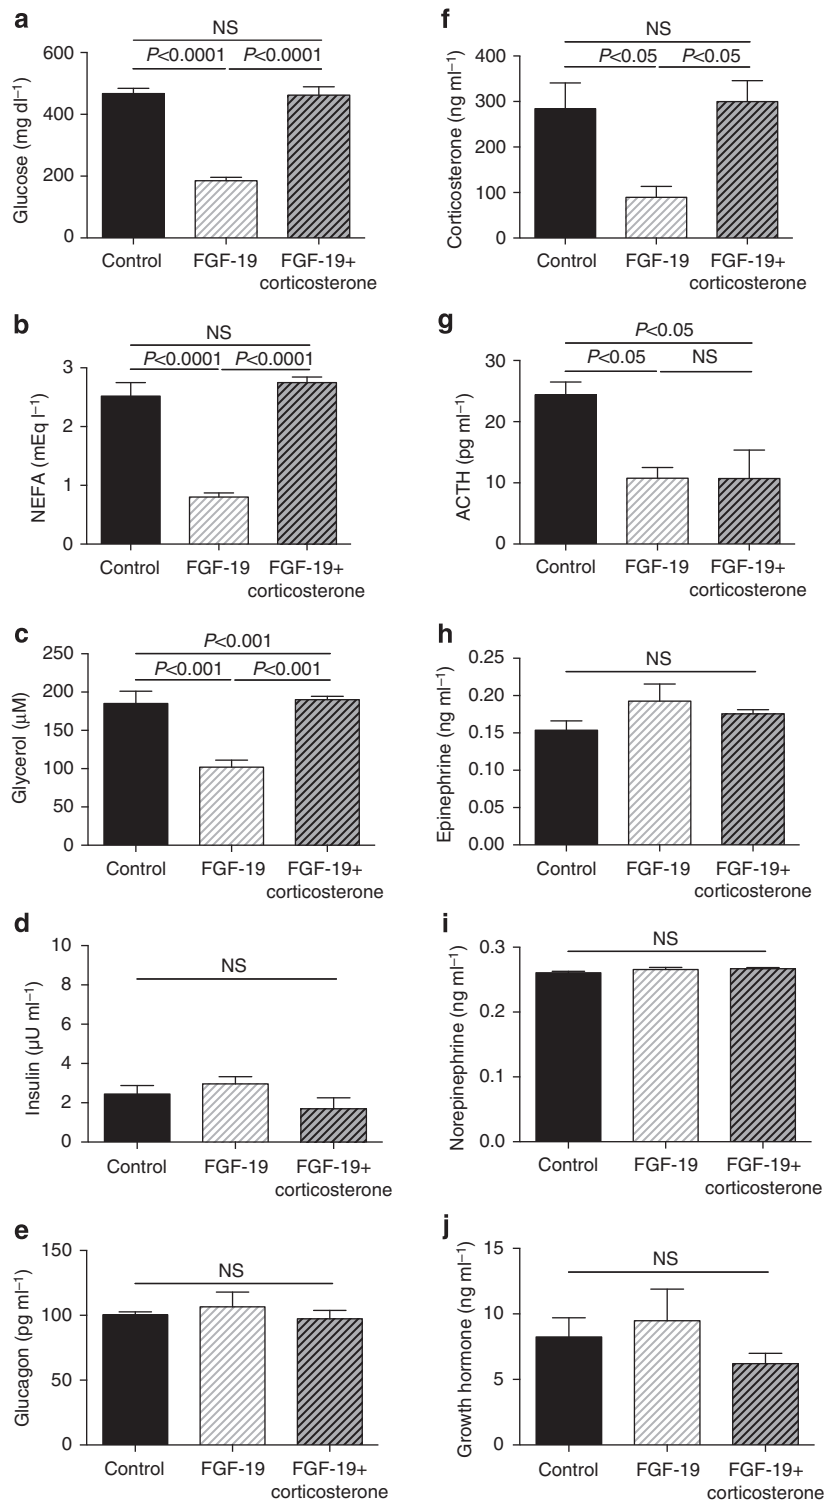 a
NS
P<0.0001 P<0.0001
600
400
200
0
Glucose (mg dl⁻¹)
Control FGF-19 FGF-19+
corticosterone
b
NS
P<0.0001 P<0.0001
3
2
1
0
NEFA (mEq l⁻¹)
Control FGF-19 FGF-19+
corticosterone
c
P<0.001
P<0.001 P<0.001
250
200
150
100
50
0
Glycerol (µM)
Control FGF-19 FGF-19+
corticosterone
d
NS
10
8
6
4
2
0
Insulin (µU ml⁻¹)
Control FGF-19 FGF-19+
corticosterone
e
NS
150
100
50
0
Glucagon (pg ml⁻¹)
Control FGF-19 FGF-19+
corticosterone
f
NS
P<0.05 P<0.05
400
300
200
100
0
Corticosterone (ng ml⁻¹)
Control FGF-19 FGF-19+
corticosterone
g
P<0.05
P<0.05 NS
30
20
10
0
ACTH (pg ml⁻¹)
Control FGF-19 FGF-19+
corticosterone
h
NS
0.25
0.20
0.15
0.10
0.05
0.00
Epinephrine (ng ml⁻¹)
Control FGF-19 FGF-19+
corticosterone
i
NS
0.3
0.2
0.1
0.0
Norepinephrine (ng ml⁻¹)
Control FGF-19 FGF-19+
corticosterone
j
NS
15
10
5
0
Growth hormone (ng ml⁻¹)
Control FGF-19 FGF-19+
corticosterone